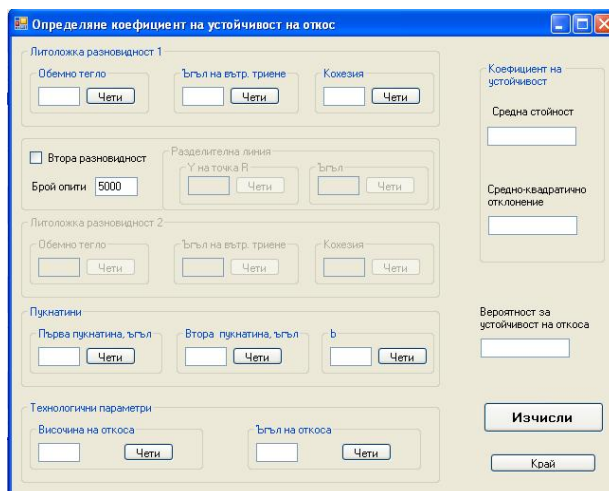 Определяне коефициент на устойчивост на откос
Литоложка разновидност 1
Обемно тегло
Ъгъл на вътр. триене
Кохезия
Чети
Чети
Чети
Втора разновидност
Брой опити 5000
Разделителна линия
Y на точка R
Ъгъл
Чети
Чети
Литоложка разновидност 2
Обемно тегло
Ъгъл на вътр. триене
Кохезия
Чети
Чети
Чети
Пукнатини
Първа пукнатина, ъгъл
Втора пукнатина, ъгъл
b
Чети
Чети
Чети
Технологични параметри
Височина на откоса
Ъгъл на откоса
Чети
Чети
Коефициент на
устойчивост
Средна стойност
Средно-квадратично
отклонение
Вероятност за
устойчивост на откоса
Изчисли
Край